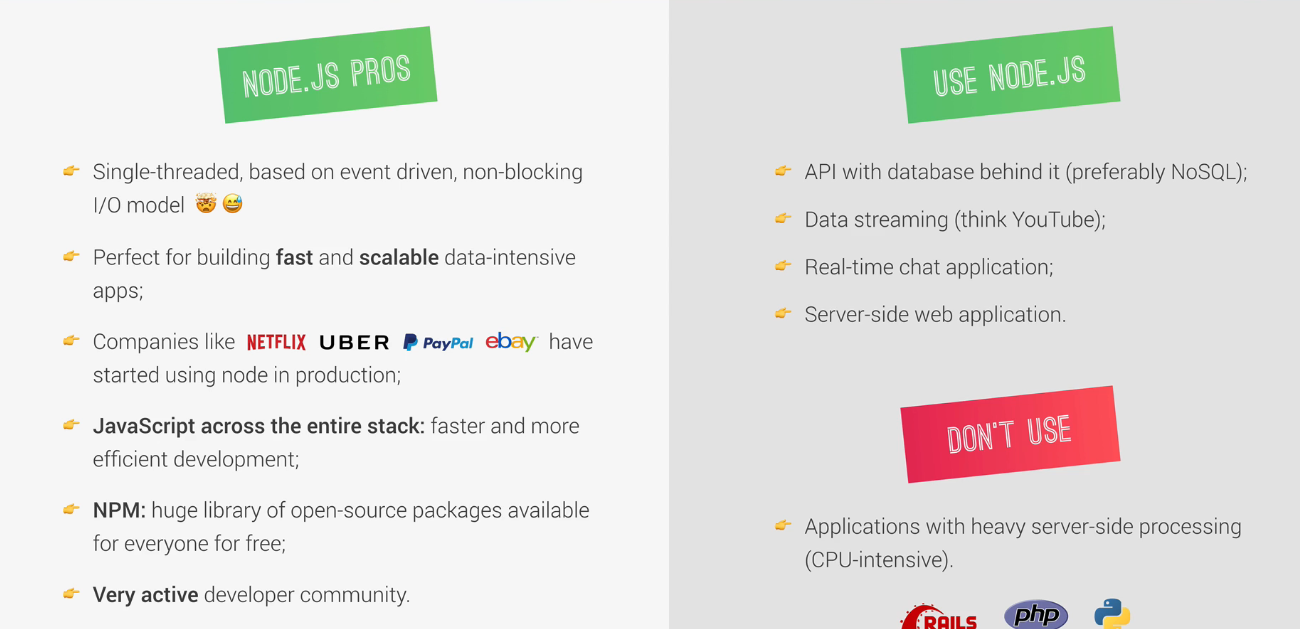 NODE.JS PROS
Single-threaded, based on event driven, non-blocking
I/O model 🤯 😅
Perfect for building fast and scalable data-intensive
apps;
Companies like NETFLIX UBER PayPal ebay have
started using node in production;
JavaScript across the entire stack: faster and more
efficient development;
NPM: huge library of open-source packages available
for everyone for free;
Very active developer community.
USE NODE.JS
API with database behind it (preferably NoSQL);
Data streaming (think YouTube);
Real-time chat application;
Server-side web application.
DON'T USE
Applications with heavy server-side processing
(CPU-intensive).
RAILS php